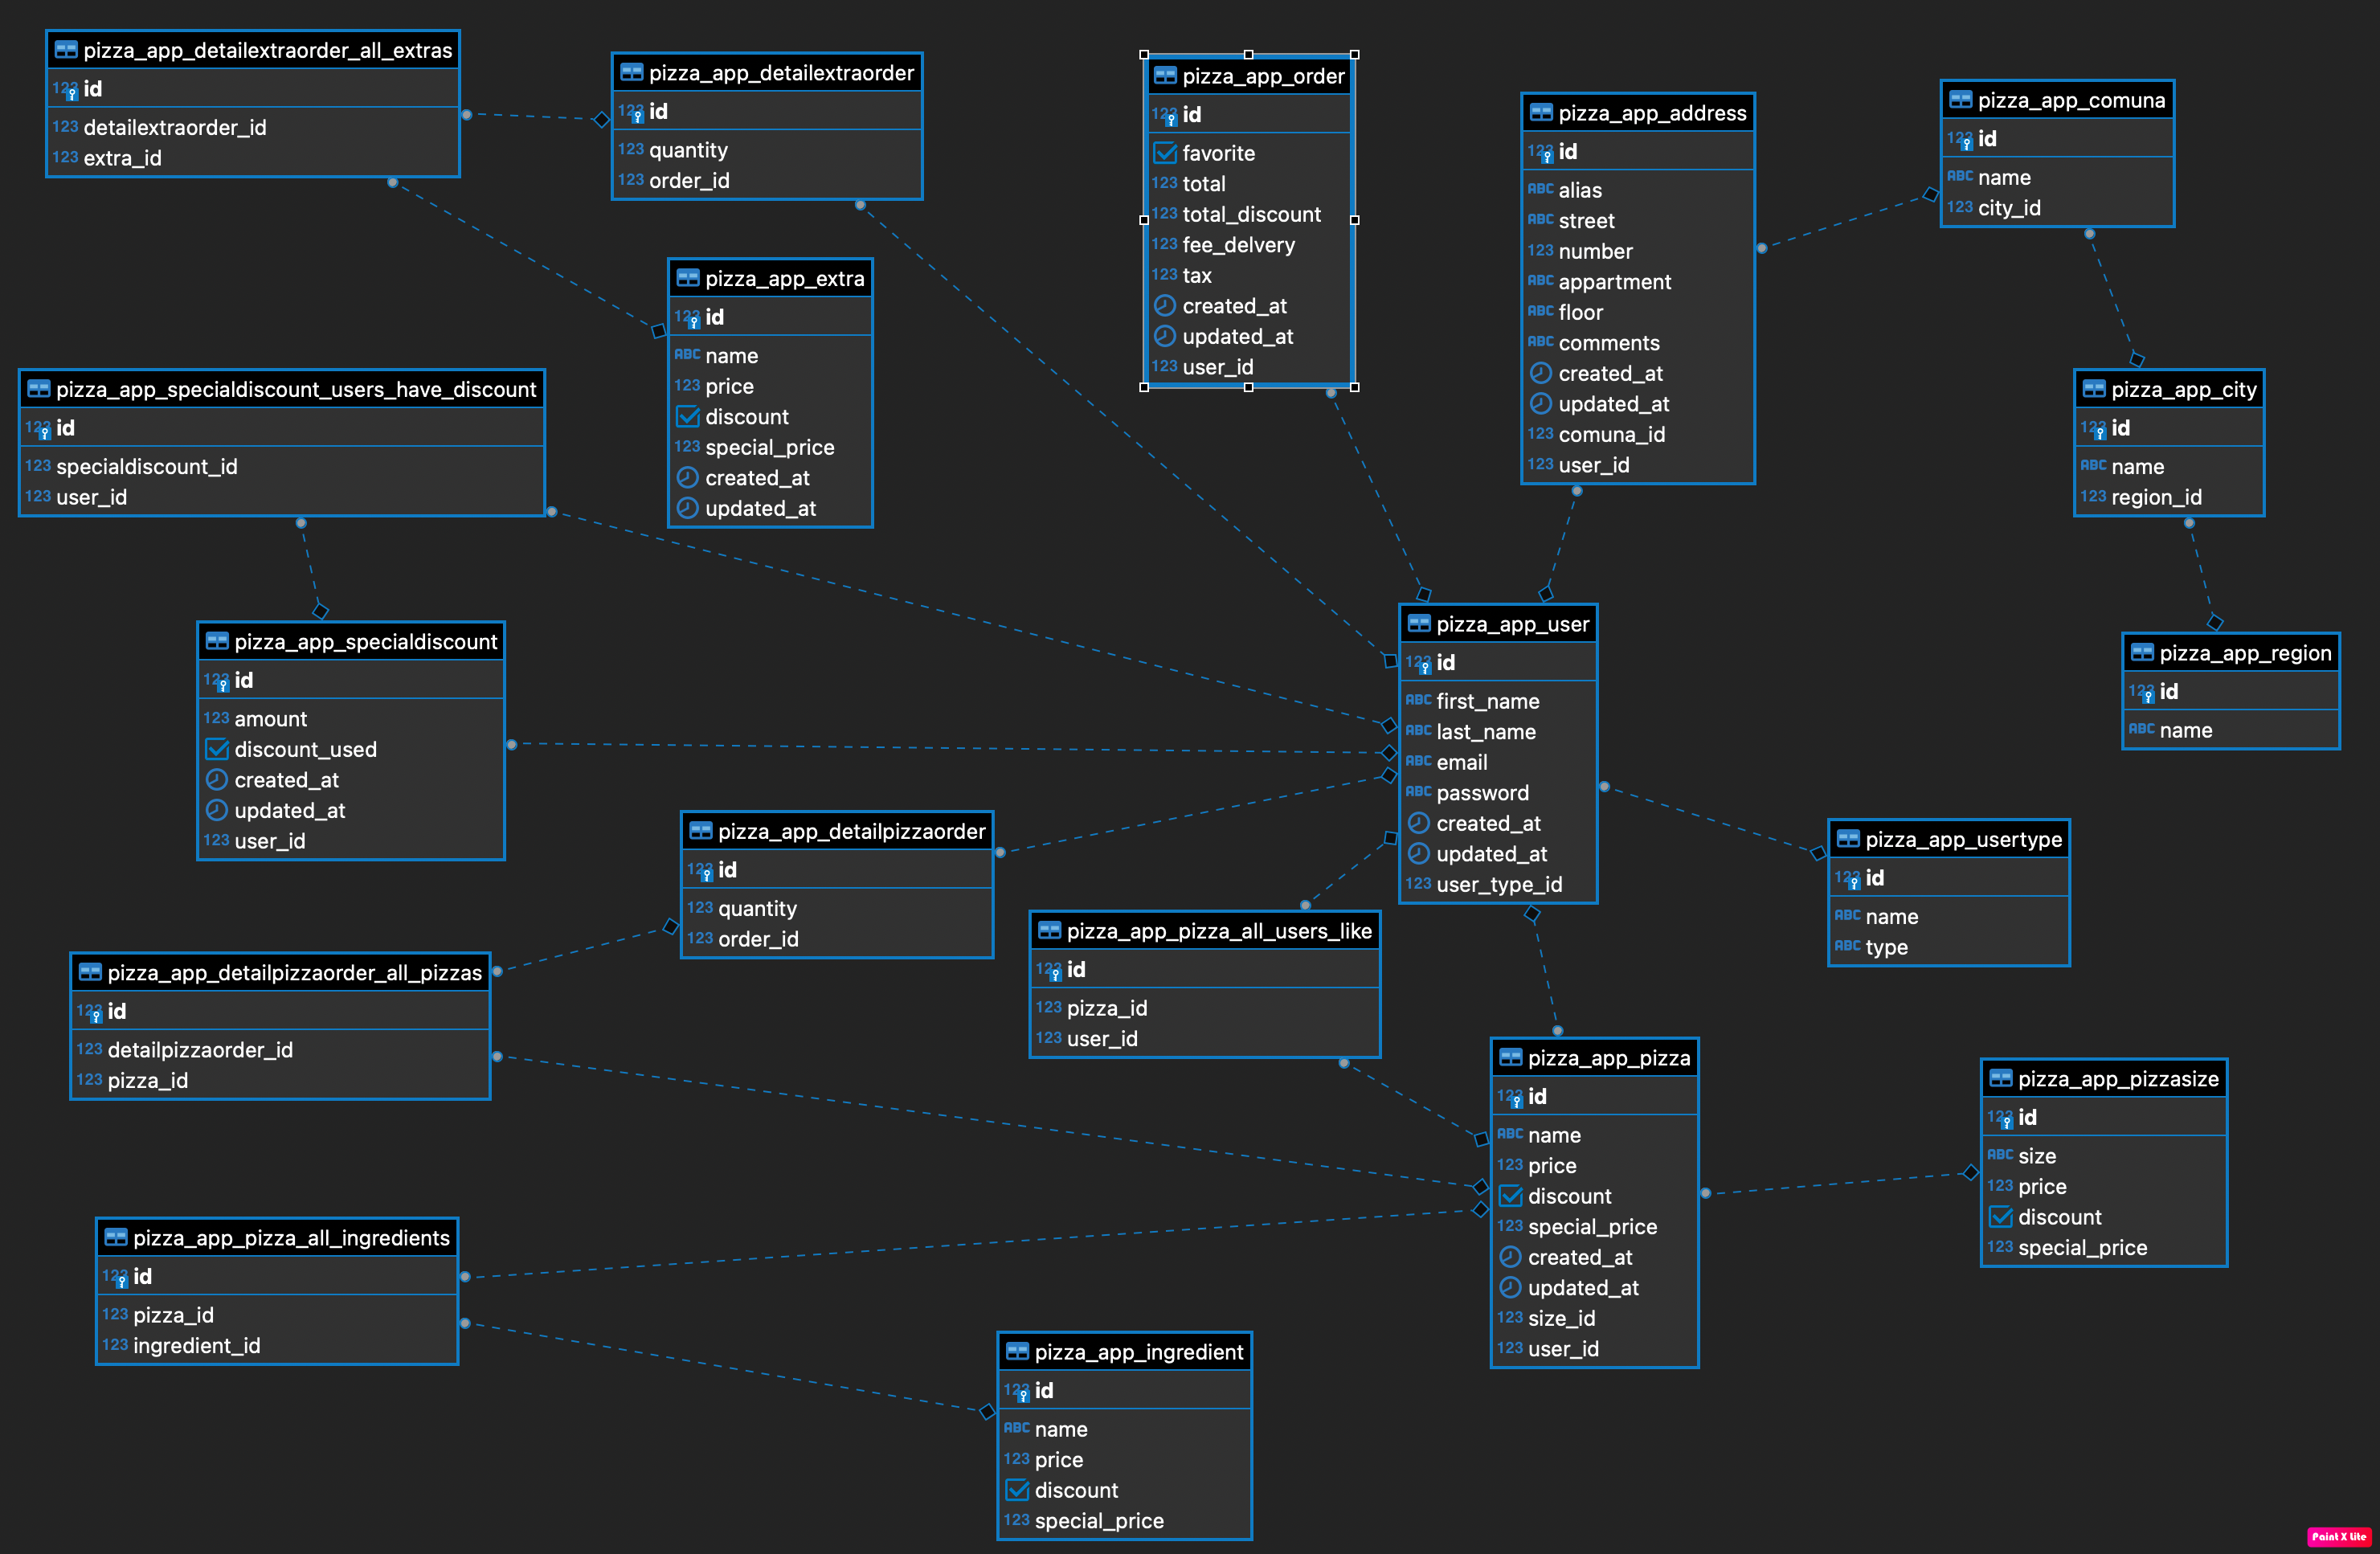 pizza_app_detailextraorder_all_extras
123 id
123 detailextraorder_id
123 extra_id
pizza_app_detailextraorder
123 id
123 quantity
123 order_id
pizza_app_order
123 id
favorite
123 total
123 total_discount
123 fee_delvery
123 tax
created_at
updated_at
123 user_id
pizza_app_address
123 id
ABC alias
ABC street
123 number
ABC appartment
ABC floor
ABC comments
created_at
updated_at
123 comuna_id
123 user_id
pizza_app_comuna
123 id
ABC name
123 city_id
pizza_app_extra
123 id
ABC name
123 price
discount
123 special_price
created_at
updated_at
pizza_app_specialdiscount_users_have_discount
123 id
123 specialdiscount_id
123 user_id
pizza_app_city
123 id
ABC name
123 region_id
pizza_app_specialdiscount
123 id
123 amount
discount_used
created_at
updated_at
123 user_id
pizza_app_user
123 id
ABC first_name
ABC last_name
ABC email
ABC password
created_at
updated_at
123 user_type_id
pizza_app_region
123 id
ABC name
pizza_app_detailpizzaorder
123 id
123 quantity
123 order_id
pizza_app_usertype
123 id
ABC name
ABC type
pizza_app_pizza_all_users_like
123 id
123 pizza_id
123 user_id
pizza_app_detailpizzaorder_all_pizzas
123 id
123 detailpizzaorder_id
123 pizza_id
pizza_app_pizza
123 id
ABC name
123 price
discount
123 special_price
created_at
updated_at
123 size_id
123 user_id
pizza_app_pizzasize
123 id
ABC size
123 price
discount
123 special_price
pizza_app_pizza_all_ingredients
123 id
123 pizza_id
123 ingredient_id
pizza_app_ingredient
123 id
ABC name
123 price
discount
123 special_price
Paint X Lite